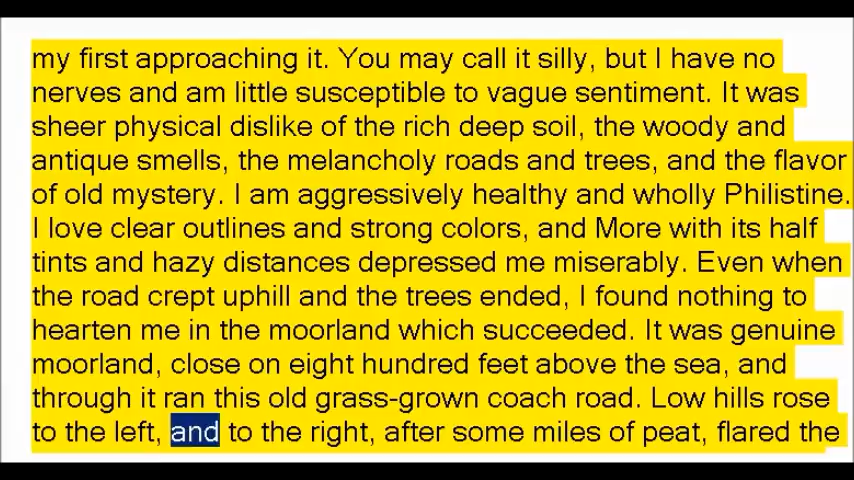 my first approaching it. You may call it silly, but I have no
nerves and am little susceptible to vague sentiment. It was
sheer physical dislike of the rich deep soil, the woody and
antique smells, the melancholy roads and trees, and the flavor
of old mystery. I am aggressively healthy and wholly Philistine.
I love clear outlines and strong colors, and More with its half
tints and hazy distances depressed me miserably. Even when
the road crept uphill and the trees ended, I found nothing to
hearten me in the moorland which succeeded. It was genuine
moorland, close on eight hundred feet above the sea, and
through it ran this old grass-grown coach road. Low hills rose
to the left, and to the right, after some miles of peat, flared the